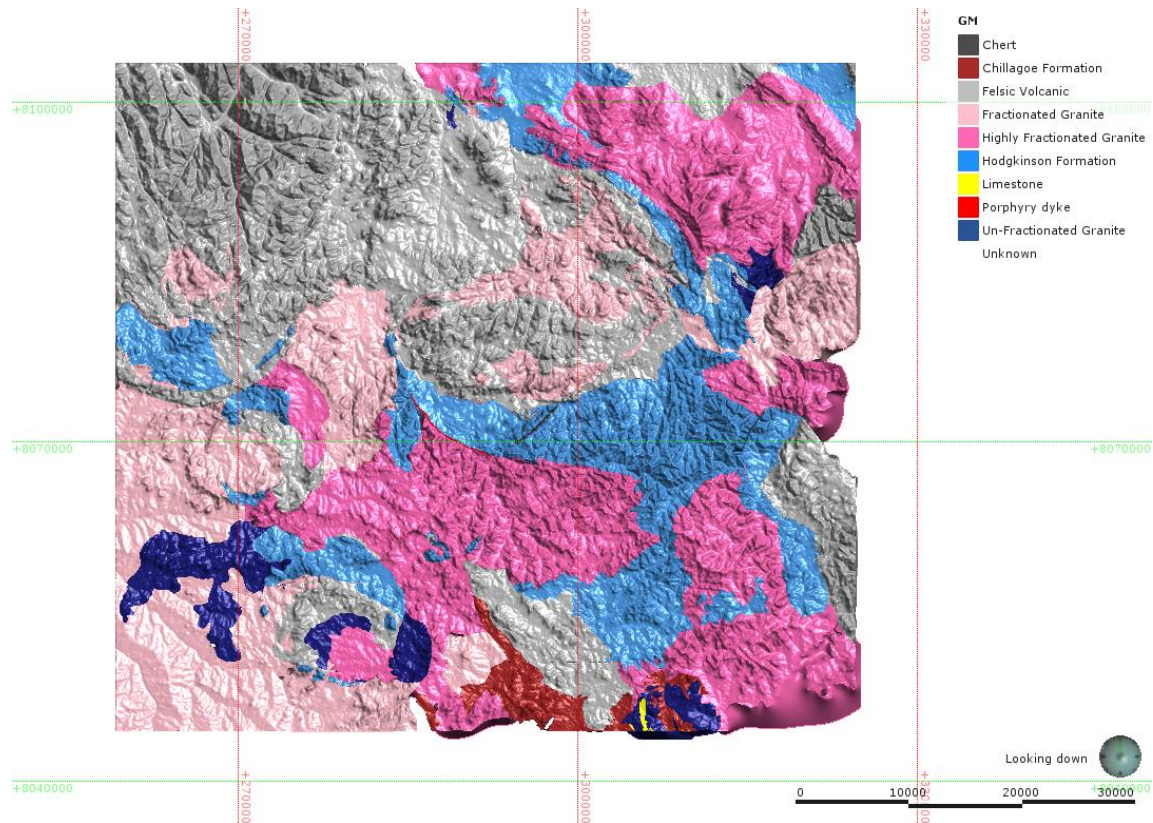 +270000
+300000
+330000
GM
Chert
Chillagoe Formation
Felsic Volcanic
Fractionated Granite
Highly Fractionated Granite
Hodgkinson Formation
Limestone
Porphyry dyke
Un-Fractionated Granite
Unknown
+8100000
+8070000
+8070000
Looking down
0 10000 20000 30000
+8040000
+270000
+300000